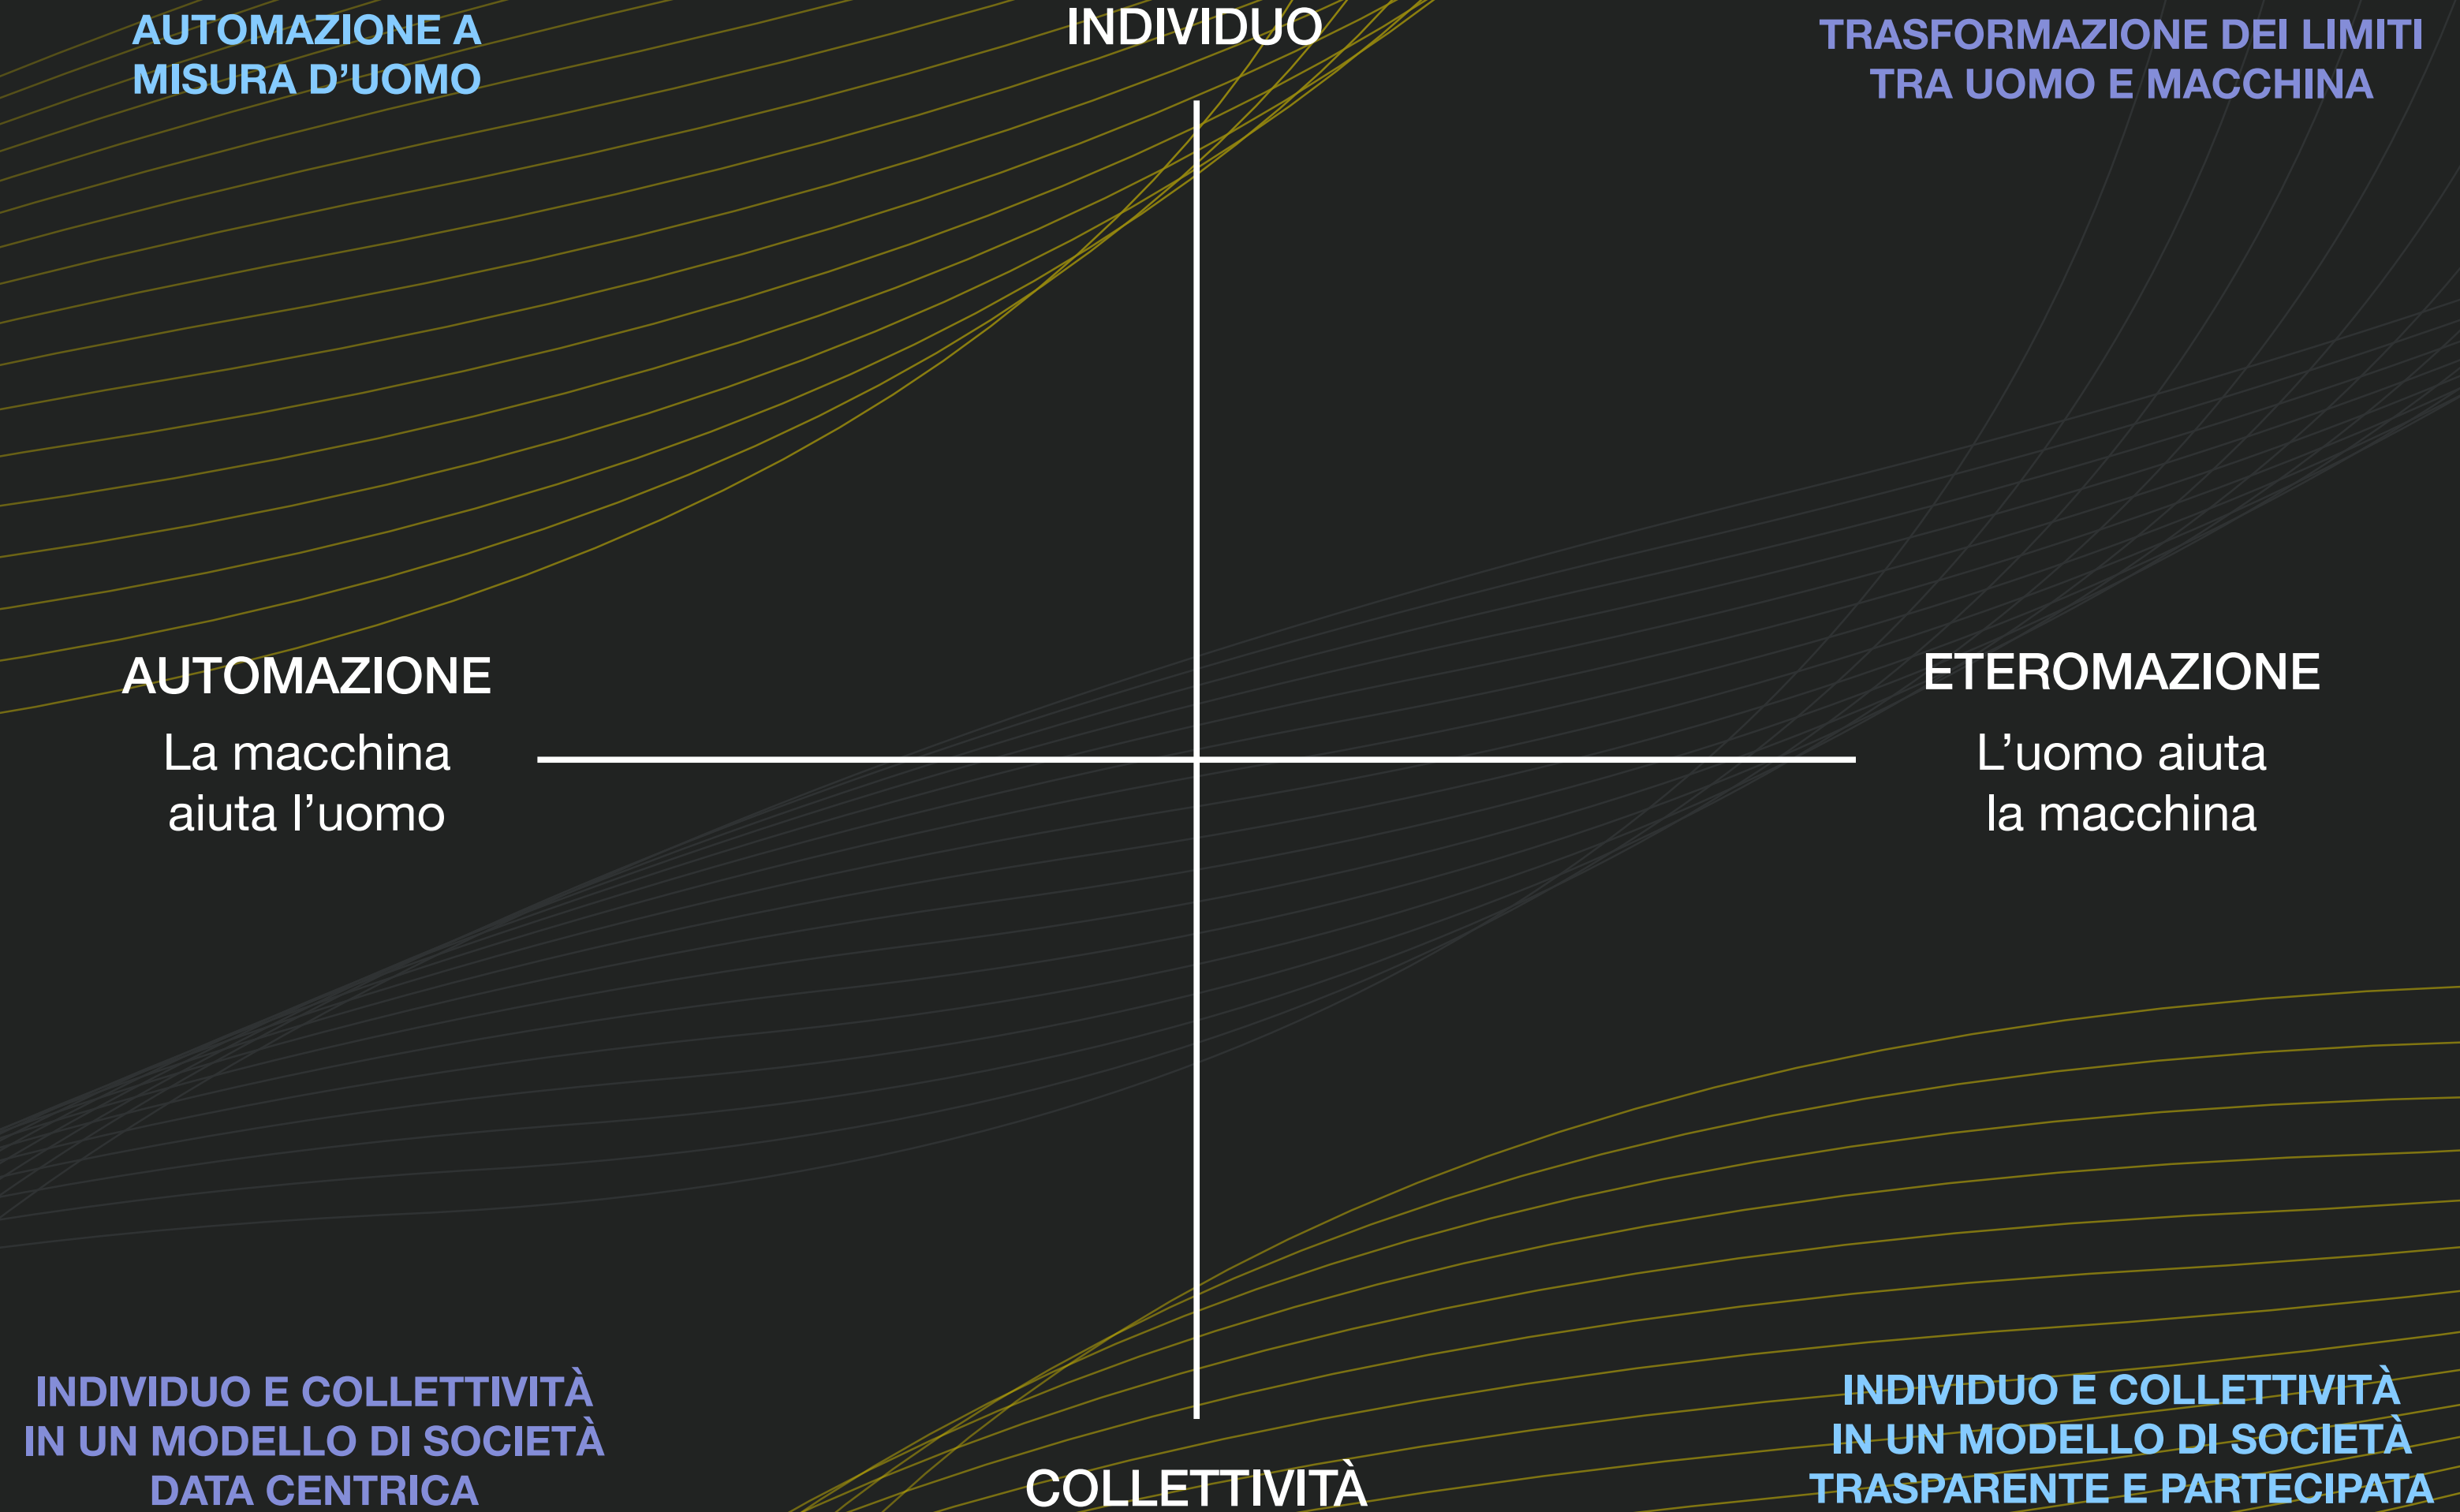 AUTOMAZIONE A
MISURA D’UOMO
INDIVIDUO
TRASFORMAZIONE DEI LIMITI
TRA UOMO E MACCHINA
AUTOMAZIONE
La macchina
aiuta l’uomo
ETEROMAZIONE
L’uomo aiuta
la macchina
INDIVIDUO E COLLETTIVITÀ
IN UN MODELLO DI SOCIETÀ
DATA CENTRICA
COLLETTIVITÀ
INDIVIDUO E COLLETTIVITÀ
IN UN MODELLO DI SOCIETÀ
TRASPARENTE E PARTECIPATA